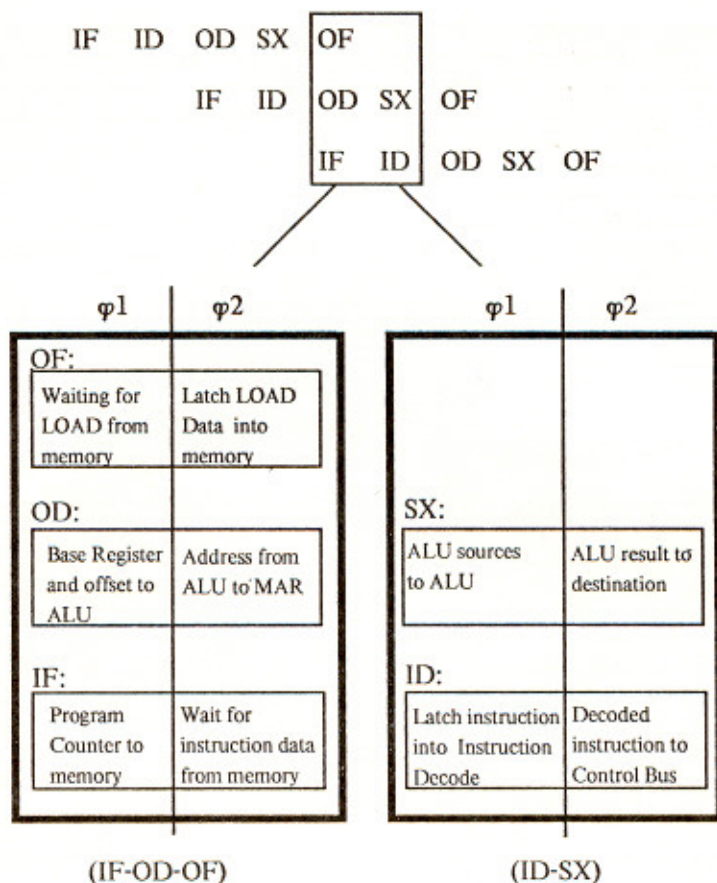 IF ID OD SX OF
IF ID OD SX OF
IF ID OD SX OF
φ1 φ2
OF:
Waiting for
LOAD from
memory
Latch LOAD
Data into
memory
OD:
Base Register
and offset to
ALU
Address from
ALU to MAR
IF:
Program
Counter to
memory
Wait for
instruction data
from memory
(IF-OD-OF)
φ1 φ2
SX:
ALU sources
to ALU
ALU result to
destination
ID:
Latch instruction
into Instruction
Decode
Decoded
instruction to
Control Bus
(ID-SX)